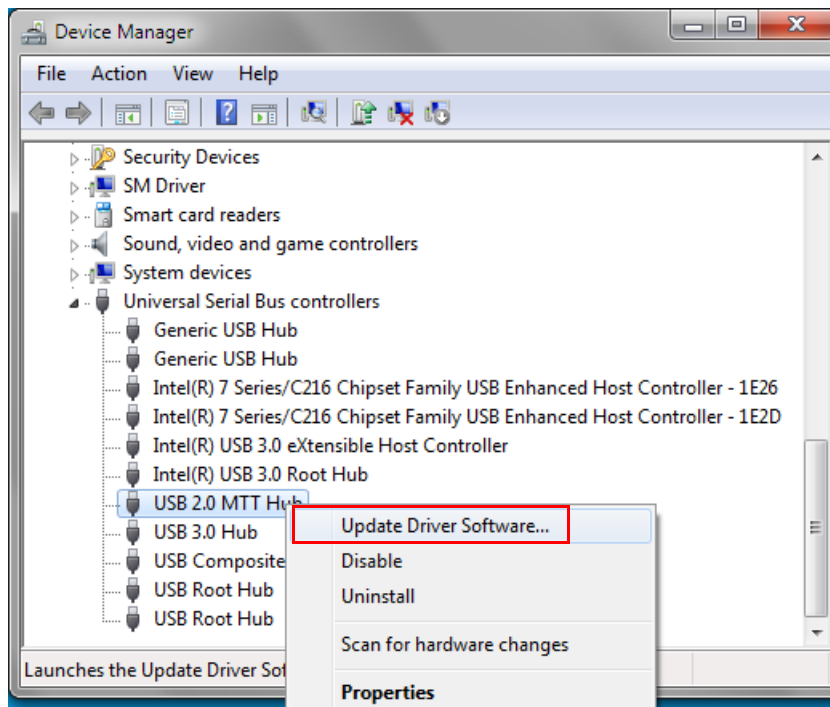 Device Manager
File Action View Help
Security Devices
SM Driver
Smart card readers
Sound, video and game controllers
System devices
Universal Serial Bus controllers
Generic USB Hub
Generic USB Hub
Intel(R) 7 Series/C216 Chipset Family USB Enhanced Host Controller - 1E26
Intel(R) 7 Series/C216 Chipset Family USB Enhanced Host Controller - 1E2D
Intel(R) USB 3.0 eXtensible Host Controller
Intel(R) USB 3.0 Root Hub
USB 2.0 MTT Hub
Update Driver Software...
USB 3.0 Hub
Disable
USB Composite
USB Root Hub
Uninstall
USB Root Hub
Scan for hardware changes
Launches the Update Driver Sof
Properties